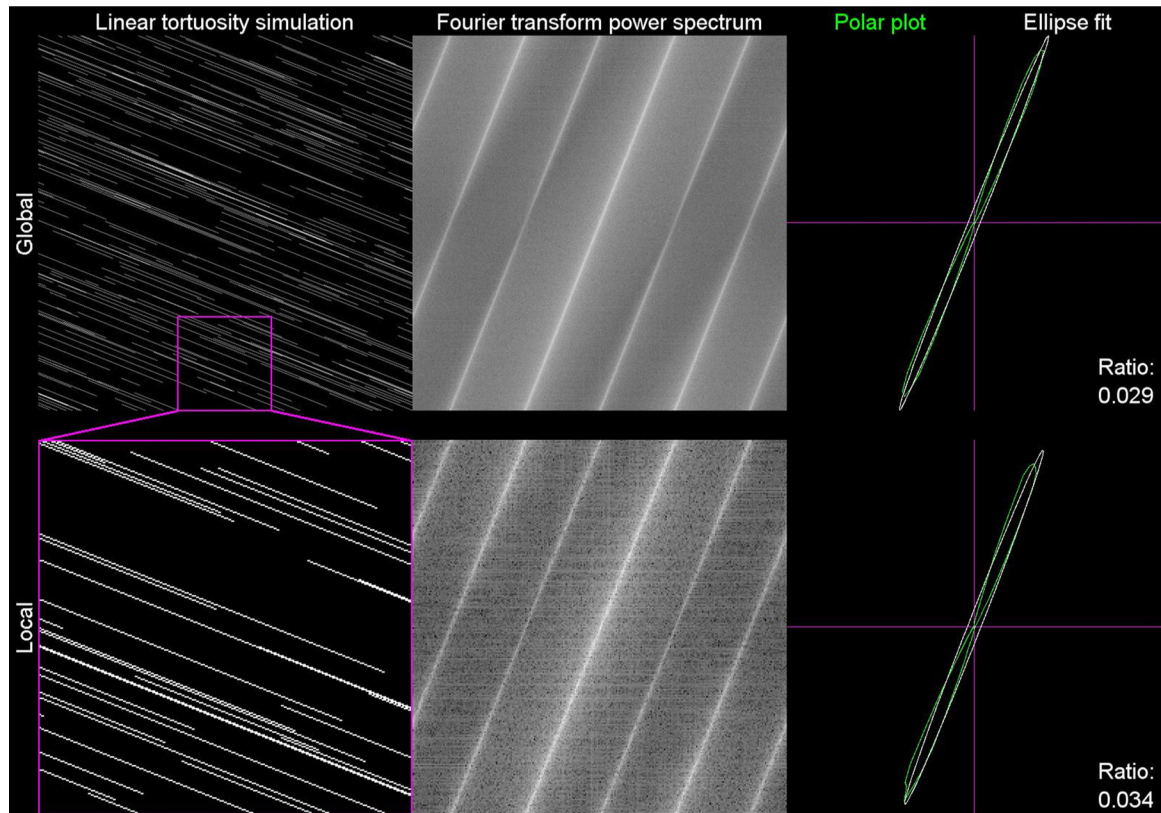 Linear tortuosity simulation
Fourier transform power spectrum
Polar plot
Ellipse fit
Global
Ratio:
0.029
Local
Ratio:
0.034